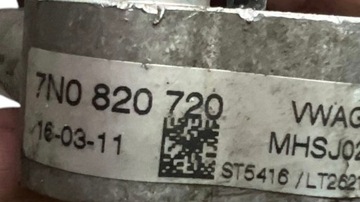 7N0 820 720
VWAG
16-03-11
MHSJ02
ST5416 / LT2621